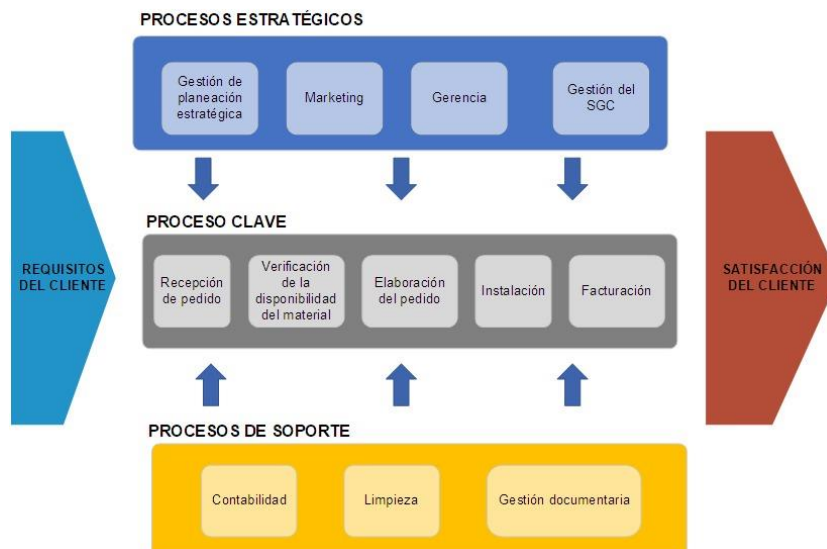 PROCESOS ESTRATÉGICOS
Gestión de
planeación
estratégica
Marketing
Gerencia
Gestión del
SGC
REQUISITOS
DEL CLIENTE
PROCESO CLAVE
Recepción
de pedido
Verificación
de la
disponibilidad
del material
Elaboración
del pedido
Instalación
Facturación
SATISFACCIÓN
DEL CLIENTE
PROCESOS DE SOPORTE
Contabilidad
Limpieza
Gestión documentaria